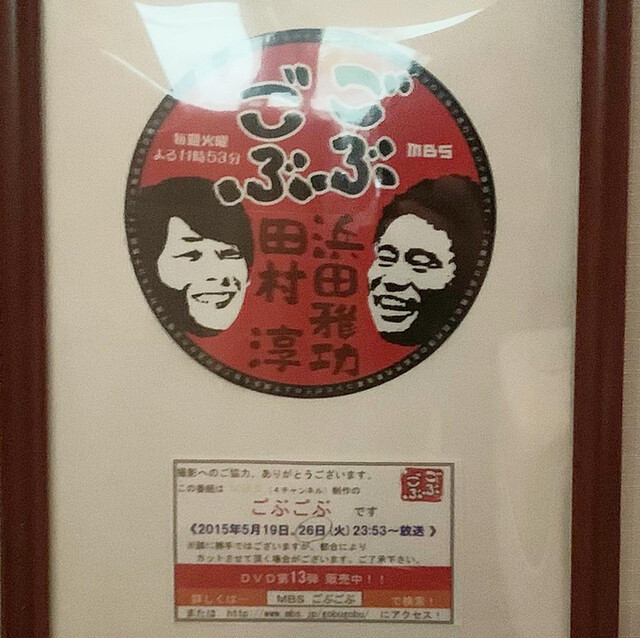 ごぶごぶ
毎週火曜
よる11時53分
MBS
浜田雅功
田村 淳
撮影へのご協力、ありがとうございます。
この番組は (4チャンネル) 制作の
ごぶごぶ です
《2015年5月19日、26日(火)23:53~放送》
※誠に勝手ではございますが、都合により
カットさせて頂く場合がございます。ご了承下さい。
ごぶごぶ
DVD第13弾 販売中!!
詳しくは… MBS ごぶごぶ で検索!
または http://www.mbs.jp/gobugobu/ にアクセス!